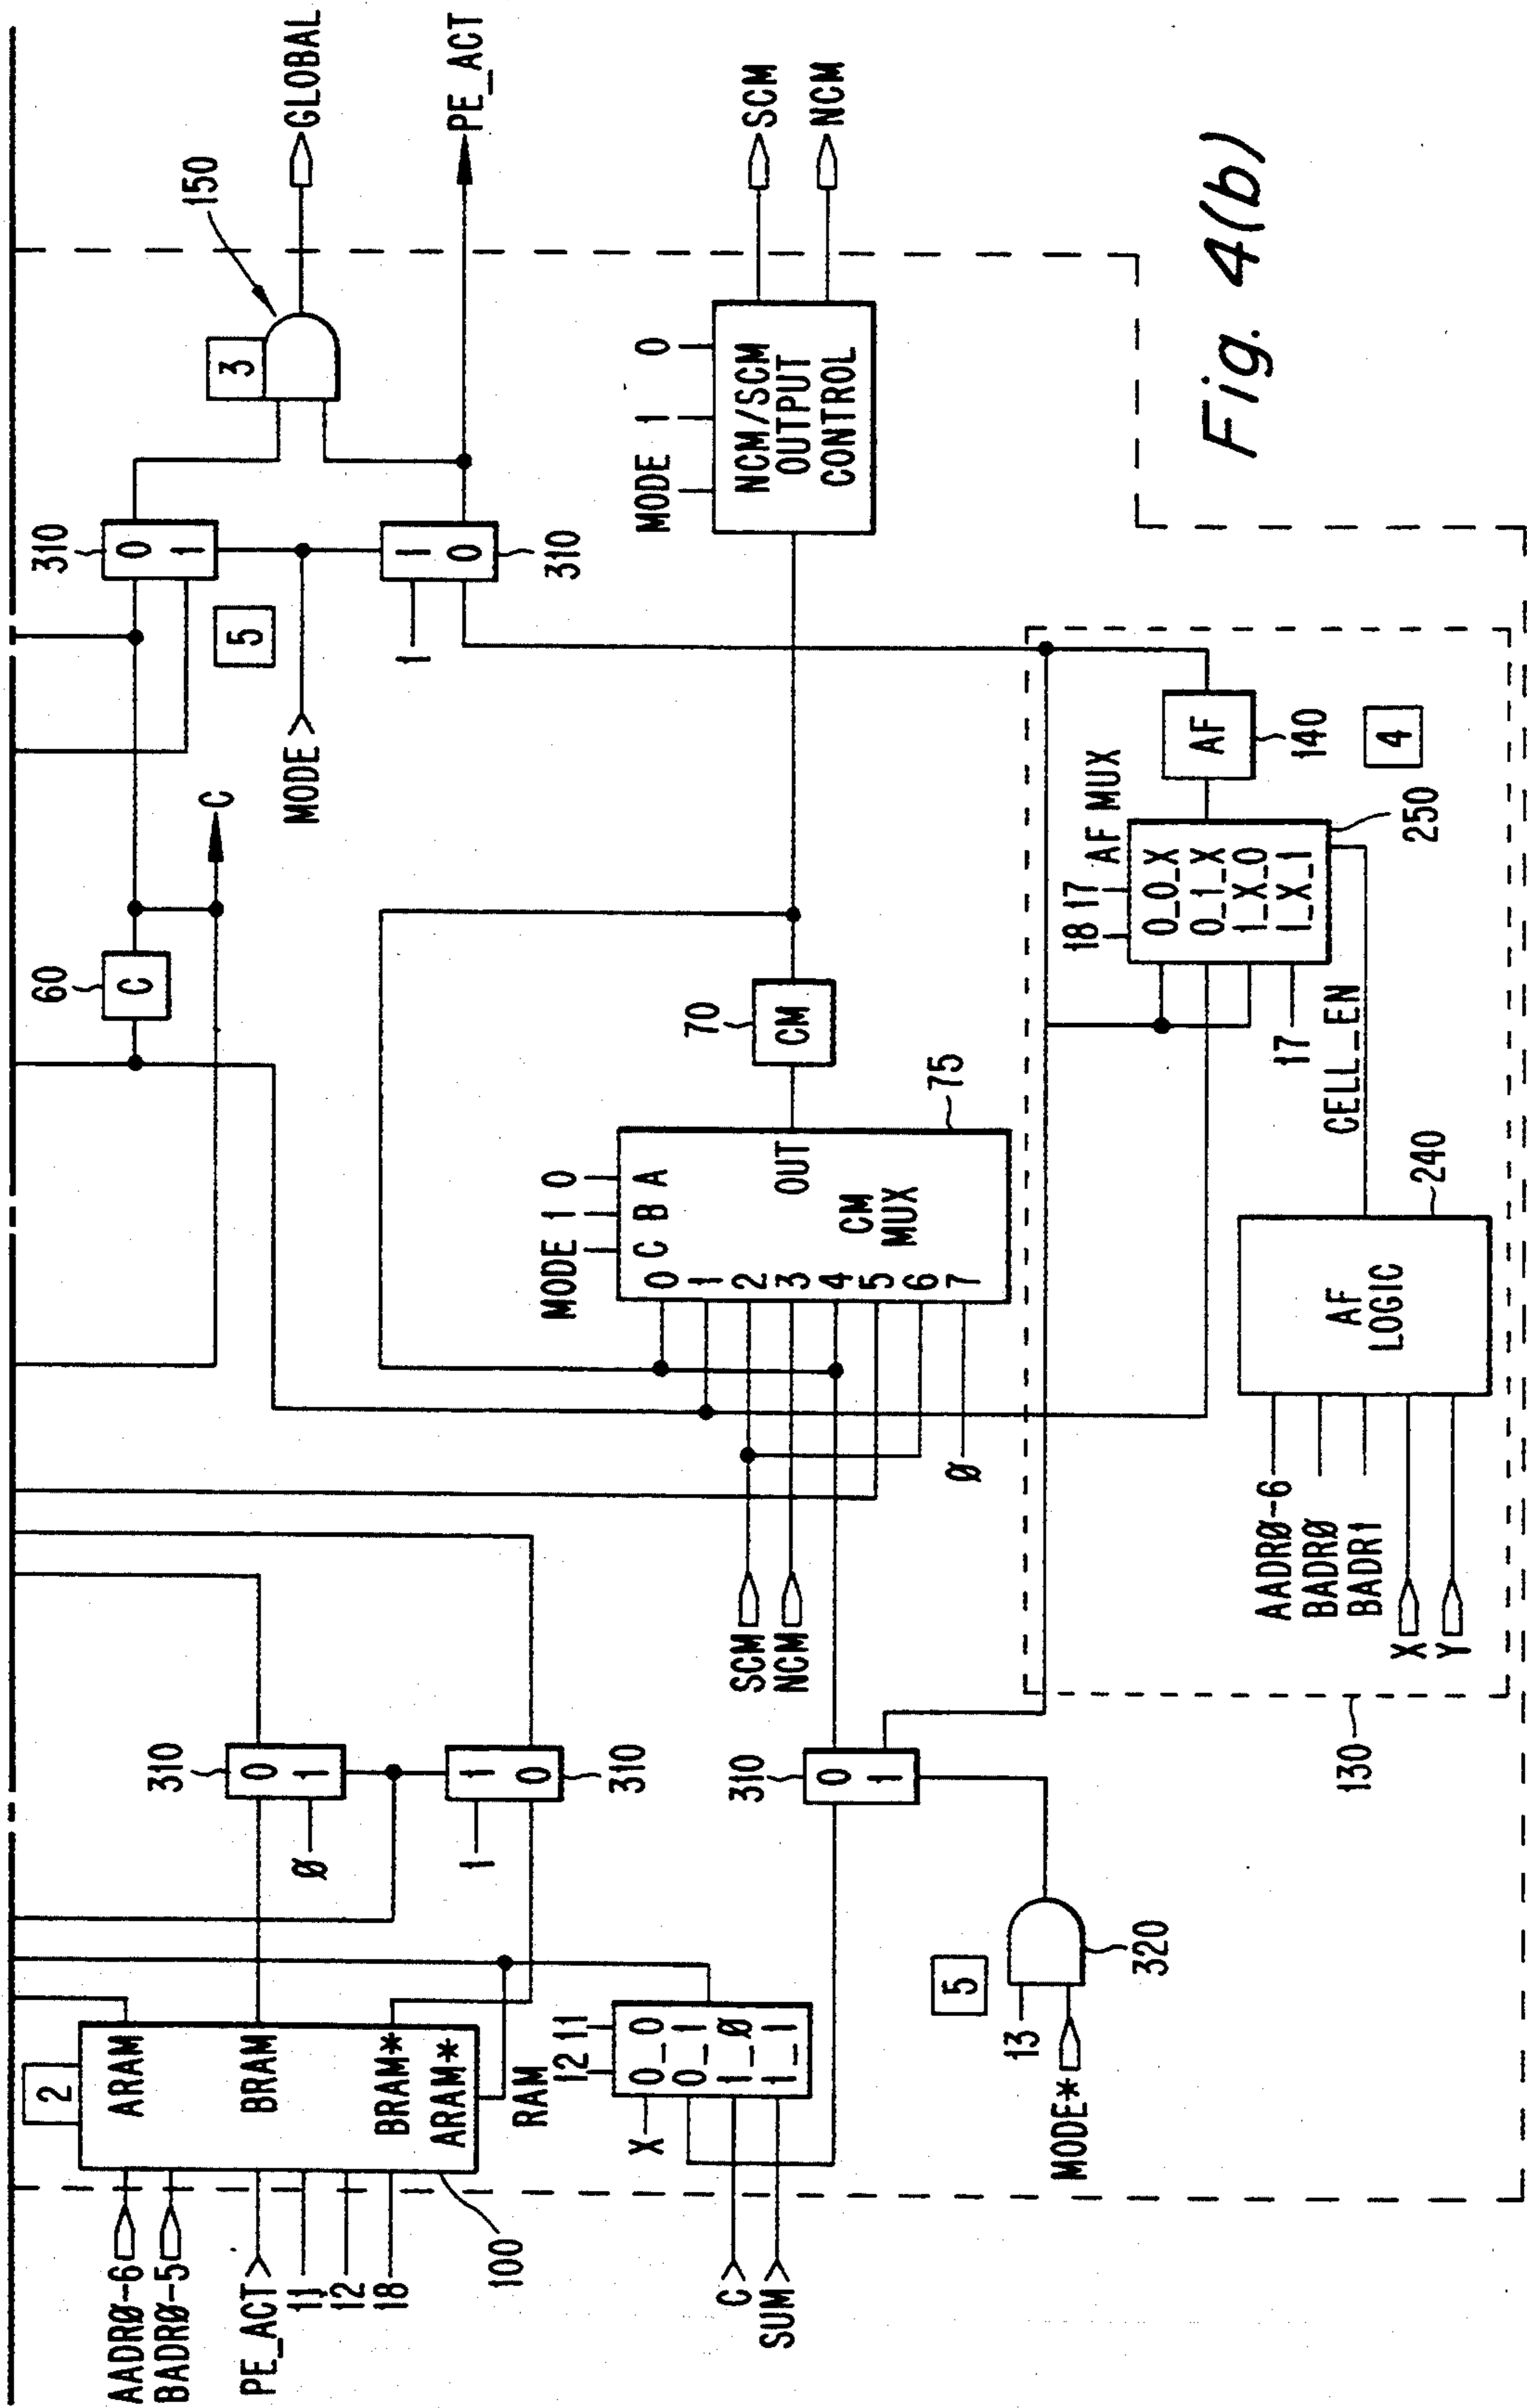 AADRØ-6
BADRØ-5
PE_ACT
11
12
18
100
2
ARAM
BRAM
BRAM*
ARAM*
RAM
12 11
X
0_0
0_1
1_Ø
1_1
C
SUM
310
0
1
Ø
1
0
1
310
310
0
1
5
13
MODE*
320
60
C
C
310
0
1
5
MODE
1
1
0
310
3
150
GLOBAL
PE_ACT
SCM
NCM
MODE 1 0
C B A
0
1
2
3
4
5
6
7
Ø
OUT
CM
MUX
75
70
CM
MODE 1 0
NCM/SCM
OUTPUT
CONTROL
SCM
NCM
130
AADRØ-6
BADRØ
BADR1
X
Y
AF
LOGIC
240
CELL_EN
17
18 17
AF MUX
0_0_X
0_1_X
1_X_0
1_X_1
250
AF
140
4
Fig. 4(b)